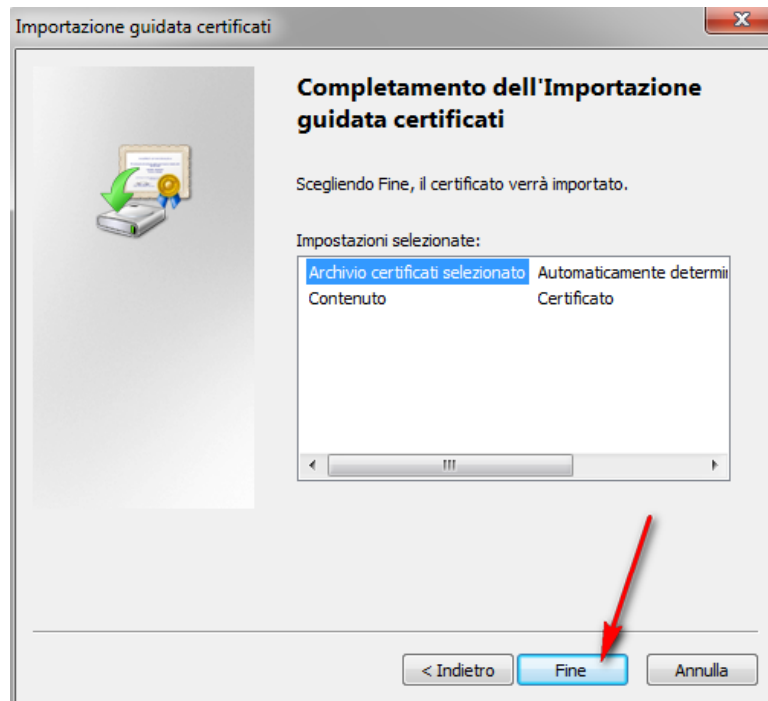 Importazione guidata certificati
Completamento dell'Importazione
guidata certificati
Scegliendo Fine, il certificato verrà importato.
Impostazioni selezionate:
Archivio certificati selezionato Automaticamente determi
Contenuto Certificato
< Indietro Fine Annulla